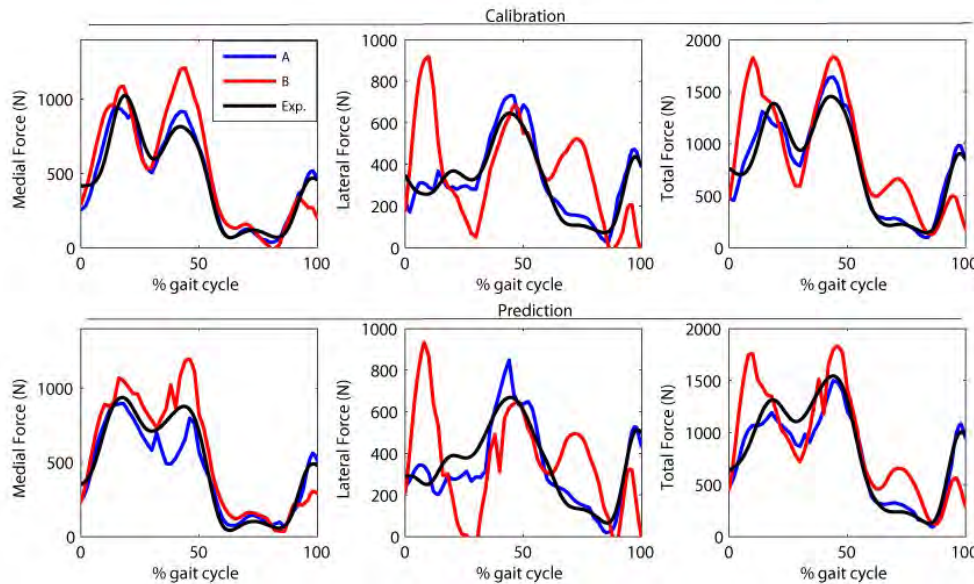 Calibration
Medial Force (N)
1000
500
0
0
50
100
% gait cycle
A
B
Exp.
Lateral Force (N)
1000
800
600
400
200
0
0
50
100
% gait cycle
Total Force (N)
2000
1500
1000
500
0
0
50
100
% gait cycle
Prediction
Medial Force (N)
1000
500
0
0
50
100
% gait cycle
Lateral Force (N)
1000
800
600
400
200
0
0
50
100
% gait cycle
Total Force (N)
2000
1500
1000
500
0
0
50
100
% gait cycle